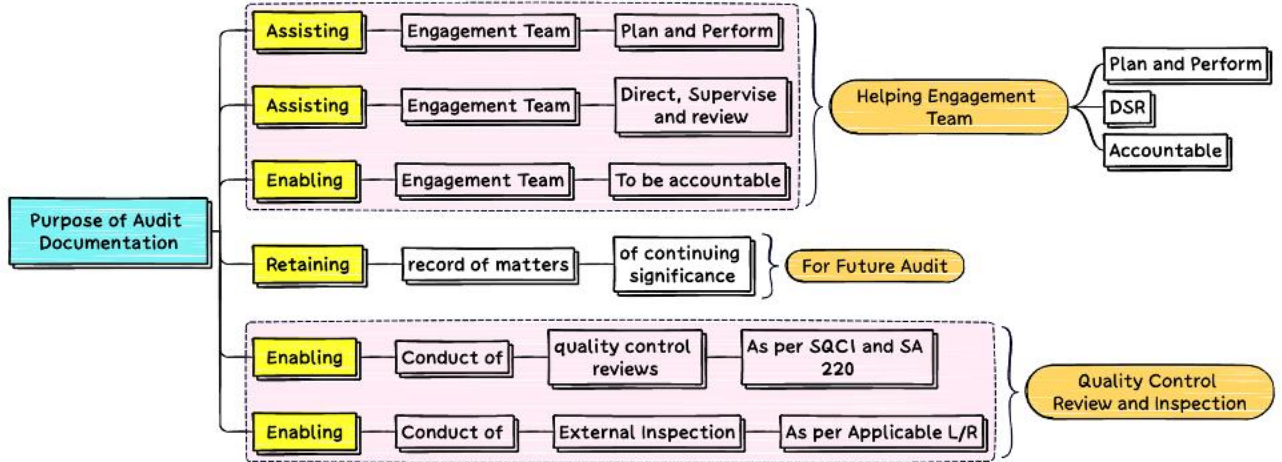 Assisting
Engagement Team
Plan and Perform
Assisting
Engagement Team
Direct, Supervise
and review
Enabling
Engagement Team
To be accountable
Helping Engagement
Team
Plan and Perform
DSR
Accountable
Purpose of Audit
Documentation
Retaining
record of matters
of continuing
significance
For Future Audit
Enabling
Conduct of
quality control
reviews
As per SQC1 and SA
220
Enabling
Conduct of
External Inspection
As per Applicable L/R
Quality Control
Review and Inspection